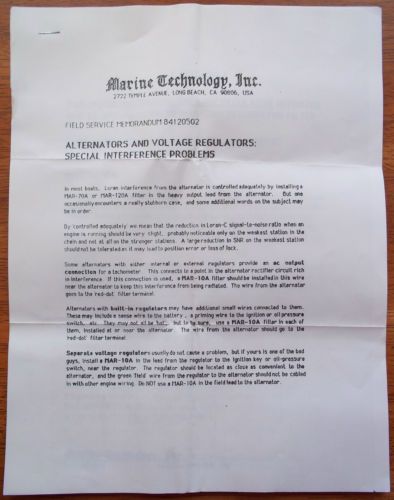 Marine Technology, Inc.
2722 TEMPLE AVENUE, LONG BEACH, CA 90806, USA
FIELD SERVICE MEMORANDUM 84120502
ALTERNATORS AND VOLTAGE REGULATORS:
SPECIAL INTERFERENCE PROBLEMS
In most boats, Loran interference from the alternator is controlled adequately by installing a
MAR-70A or MAR-120A filter in the heavy output lead from the alternator. But one
occasionally encounters a really stubborn case, and some additional words on the subject may
be in order.
By 'controlled adequately' we mean that the reduction in Loran-C signal-to-noise ratio when an
engine is running should be very slight, probably noticeable only on the weakest station in the
chain and not at all on the stronger stations. A large reduction in SNR on the weakest station
should not be tolerated as it may lead to position error or loss of lock.
Some alternators with either internal or external regulators provide an ac output
connection for a tachometer. This connects to a point in the alternator rectifier circuit rich
in interference. If this connection is used, a MAR-10A filter should be installed in this wire
near the alternator to keep this interference from being radiated. The wire from the alternator
goes to the 'red-dot' filter terminal.
Alternators with built-in regulators may have additional small wires connected to them.
These may include a sense wire to the battery, a priming wire to the ignition or oil pressure
switch, etc. They may not all be 'hot', but to be sure, use a MAR-10A filter in each of
them, installed at or near the alternator. The wire from the alternator should go to the
'red-dot' filter terminal.
Separate voltage regulators usually do not cause a problem, but if yours is one of the bad
guys, install a MAR-10A in the lead from the regulator to the ignition key or oil-pressure
switch, near the regulator. The regulator should be located as close as convenient to the
alternator, and the green 'field' wire from the regulator to the alternator should not be cabled
in with other engine wiring. Do NOT use a MAR-10A in the field lead to the alternator.